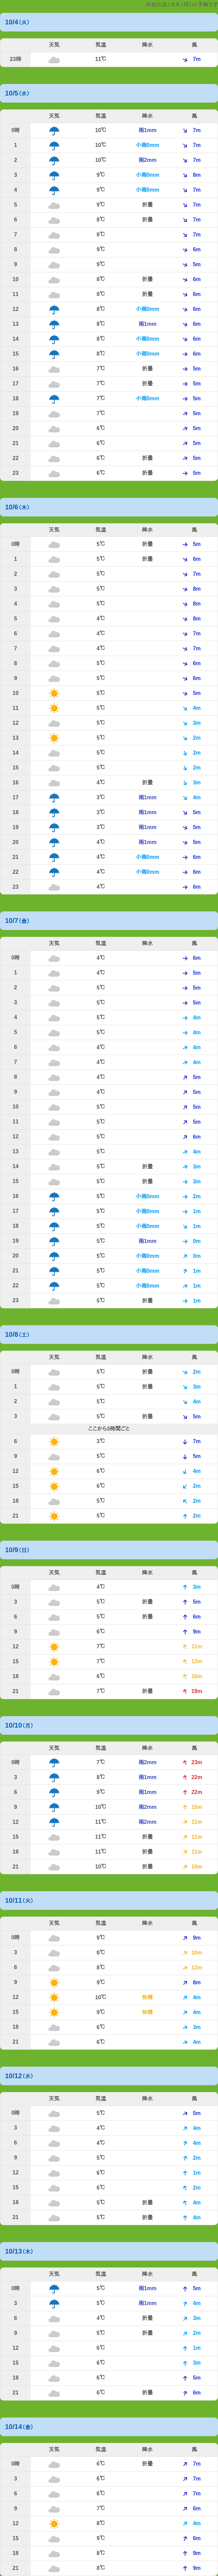 ※谷川岳(オキノ耳)の予報です
10/4(火)
天気 気温 降水 風
23時 11℃ 7m
10/5(水)
天気 気温 降水 風
0時 10℃ 雨1mm 7m
1 10℃ 小雨0mm 7m
2 10℃ 雨2mm 7m
3 9℃ 小雨0mm 8m
4 9℃ 小雨0mm 7m
5 9℃ 折畳 7m
6 8℃ 折畳 7m
7 8℃ 7m
8 9℃ 6m
9 9℃ 5m
10 8℃ 折畳 6m
11 8℃ 折畳 6m
12 8℃ 小雨0mm 6m
13 8℃ 雨1mm 6m
14 8℃ 小雨0mm 6m
15 8℃ 小雨0mm 6m
16 7℃ 折畳 5m
17 7℃ 折畳 5m
18 7℃ 小雨0mm 5m
19 7℃ 5m
20 6℃ 5m
21 6℃ 5m
22 6℃ 折畳 5m
23 6℃ 折畳 5m
10/6(木)
天気 気温 降水 風
0時 5℃ 折畳 5m
1 5℃ 折畳 6m
2 5℃ 7m
3 5℃ 8m
4 5℃ 8m
5 4℃ 8m
6 4℃ 7m
7 4℃ 7m
8 5℃ 6m
9 5℃ 6m
10 5℃ 5m
11 5℃ 4m
12 5℃ 3m
13 5℃ 2m
14 5℃ 2m
15 5℃ 2m
16 4℃ 折畳 3m
17 3℃ 雨1mm 4m
18 3℃ 雨1mm 5m
19 3℃ 雨1mm 5m
20 4℃ 雨1mm 5m
21 4℃ 小雨0mm 6m
22 4℃ 小雨0mm 6m
23 4℃ 6m
10/7(金)
天気 気温 降水 風
0時 4℃ 6m
1 4℃ 5m
2 5℃ 5m
3 5℃ 5m
4 5℃ 4m
5 5℃ 4m
6 4℃ 4m
7 4℃ 4m
8 4℃ 5m
9 4℃ 5m
10 5℃ 5m
11 5℃ 5m
12 5℃ 6m
13 5℃ 4m
14 5℃ 折畳 3m
15 5℃ 折畳 3m
16 5℃ 小雨0mm 2m
17 5℃ 小雨0mm 1m
18 5℃ 小雨0mm 1m
19 5℃ 雨1mm 0m
20 5℃ 小雨0mm 0m
21 5℃ 小雨0mm 1m
22 5℃ 小雨0mm 1m
23 5℃ 折畳 1m
10/8(土)
天気 気温 降水 風
0時 5℃ 折畳 2m
1 5℃ 折畳 3m
2 5℃ 折畳 4m
3 5℃ 折畳 5m
ここから3時間ごと
6 3℃ 7m
9 5℃ 5m
12 6℃ 4m
15 6℃ 2m
18 5℃ 2m
21 5℃ 2m
10/9(日)
天気 気温 降水 風
0時 4℃ 3m
3 5℃ 折畳 5m
6 5℃ 折畳 6m
9 6℃ 9m
12 7℃ 11m
15 7℃ 13m
18 6℃ 16m
21 7℃ 折畳 19m
10/10(月)
天気 気温 降水 風
0時 7℃ 雨2mm 23m
3 8℃ 雨1mm 22m
6 9℃ 雨1mm 22m
9 10℃ 雨2mm 15m
12 11℃ 雨2mm 11m
15 11℃ 折畳 11m
18 11℃ 折畳 11m
21 10℃ 折畳 10m
10/11(火)
天気 気温 降水 風
0時 9℃ 9m
3 8℃ 10m
6 8℃ 12m
9 9℃ 8m
12 10℃ 快晴 4m
15 9℃ 快晴 4m
18 6℃ 3m
21 6℃ 4m
10/12(水)
天気 気温 降水 風
0時 5℃ 5m
3 4℃ 4m
6 4℃ 4m
9 5℃ 2m
12 6℃ 1m
15 6℃ 2m
18 5℃ 折畳 4m
21 5℃ 折畳 4m
10/13(木)
天気 気温 降水 風
0時 5℃ 雨1mm 5m
3 5℃ 雨1mm 4m
6 4℃ 折畳 3m
9 5℃ 折畳 2m
12 6℃ 1m
15 6℃ 3m
18 6℃ 5m
21 6℃ 折畳 6m
10/14(金)
天気 気温 降水 風
0時 6℃ 折畳 7m
3 6℃ 7m
6 6℃ 7m
9 7℃ 6m
12 8℃ 4m
15 9℃ 6m
18 8℃ 9m
21 8℃ 9m